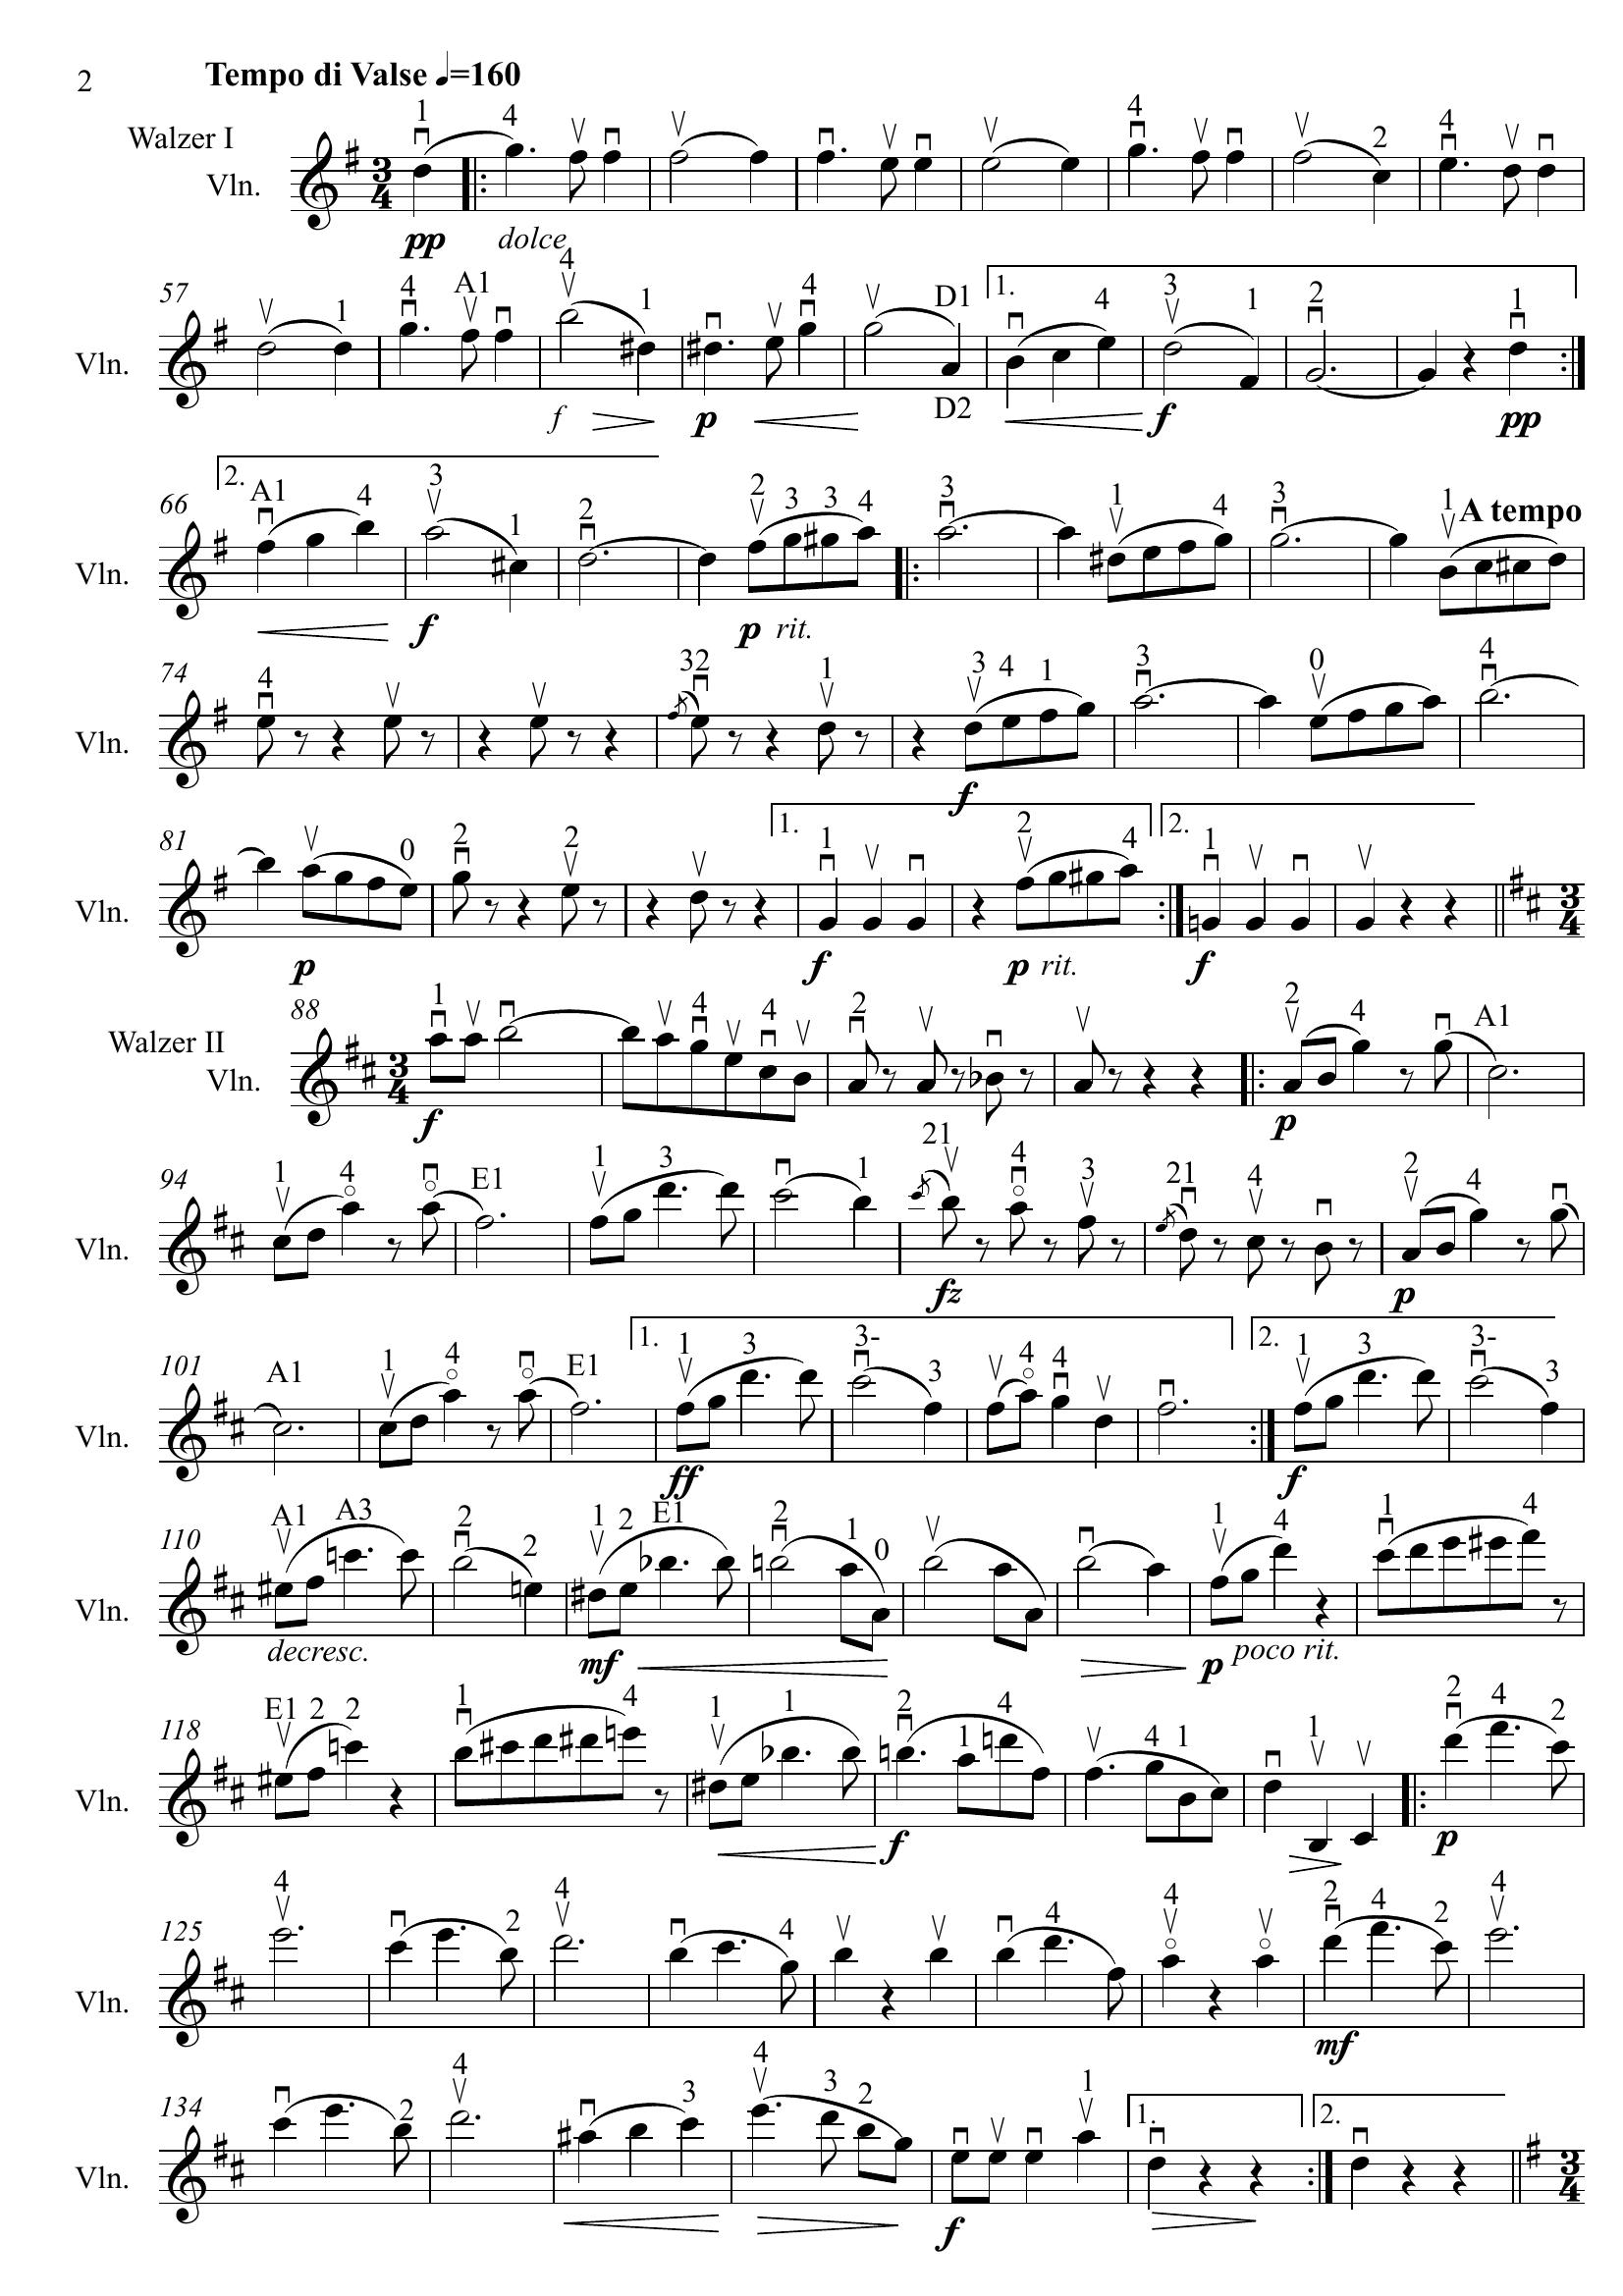 2
Tempo di Valse ♩=160
Walzer I
1 4 4 2 4
Vln.
3
4
pp dolce
57
4 A1 4 1 4 D1 1. 4 3 1 2 1
Vln.
f p D2 f pp
66
2. A1 4 3 1 2 2 3 3 4 3 1 4 3 1 A tempo
Vln.
f p rit.
74
4 32 1 3 4 1 3 0 4
Vln.
f
81
0 2 2 1. 1 2 4 2. 1
Vln.
3
4
p f p rit. f
88
Walzer II
1 4 4 2 2 4 A1
Vln.
3
4
f p
94
1 4 E1 1 3 1 21 4 3 21 4 2 4
Vln.
fz p
101
A1 1 4 E1 1. 1 3 3- 3 4 4 2. 1 3 3- 3
Vln.
ff f
110
A1 A3 2 2 1 2 E1 2 1 0 1 4 1 4
Vln.
decresc. mf p poco rit.
118
E1 2 2 1 4 1 1 2 1 4 4 1 1 2 4 2
Vln.
f p
125
4 2 4 4 4 4 2 4 2 4
Vln.
mf
134
2 4 3 4 3 2 1 1. 2.
Vln.
3
4
f